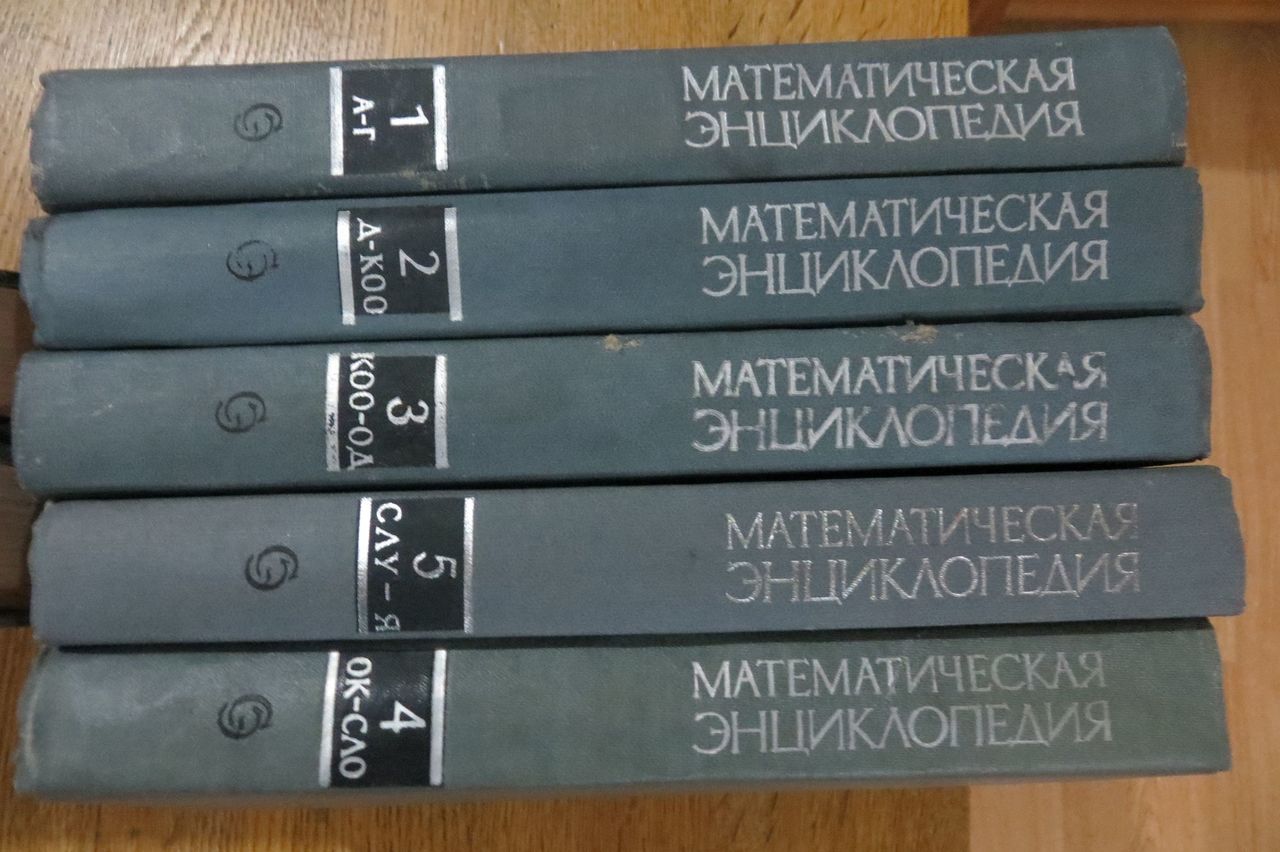 МАТЕМАТИЧЕСКАЯ
ЭНЦИКЛОПЕДИЯ
1
А-Г
МАТЕМАТИЧЕСКАЯ
ЭНЦИКЛОПЕДИЯ
2
Д-КОО
МАТЕМАТИЧЕСКАЯ
ЭНЦИКЛОПЕДИЯ
3
КОО-ОД
МАТЕМАТИЧЕСКАЯ
ЭНЦИКЛОПЕДИЯ
5
СЛУ-Я
МАТЕМАТИЧЕСКАЯ
ЭНЦИКЛОПЕДИЯ
4
ОК-СЛО